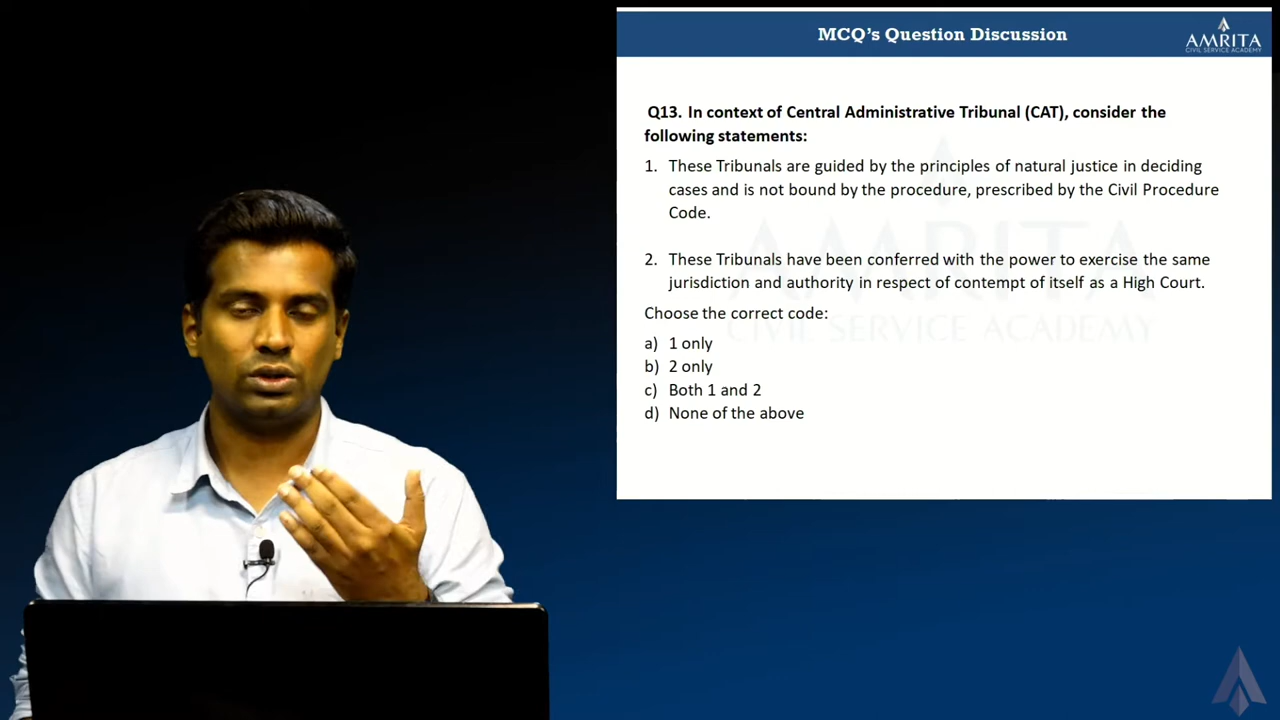 MCQ's Question Discussion
AMRITA
CIVIL SERVICE ACADEMY
Q13. In context of Central Administrative Tribunal (CAT), consider the
following statements:
1. These Tribunals are guided by the principles of natural justice in deciding
cases and is not bound by the procedure, prescribed by the Civil Procedure
Code.
2. These Tribunals have been conferred with the power to exercise the same
jurisdiction and authority in respect of contempt of itself as a High Court.
Choose the correct code:
a) 1 only
b) 2 only
c) Both 1 and 2
d) None of the above
AMRITA
CIVIL SERVICE ACADEMY